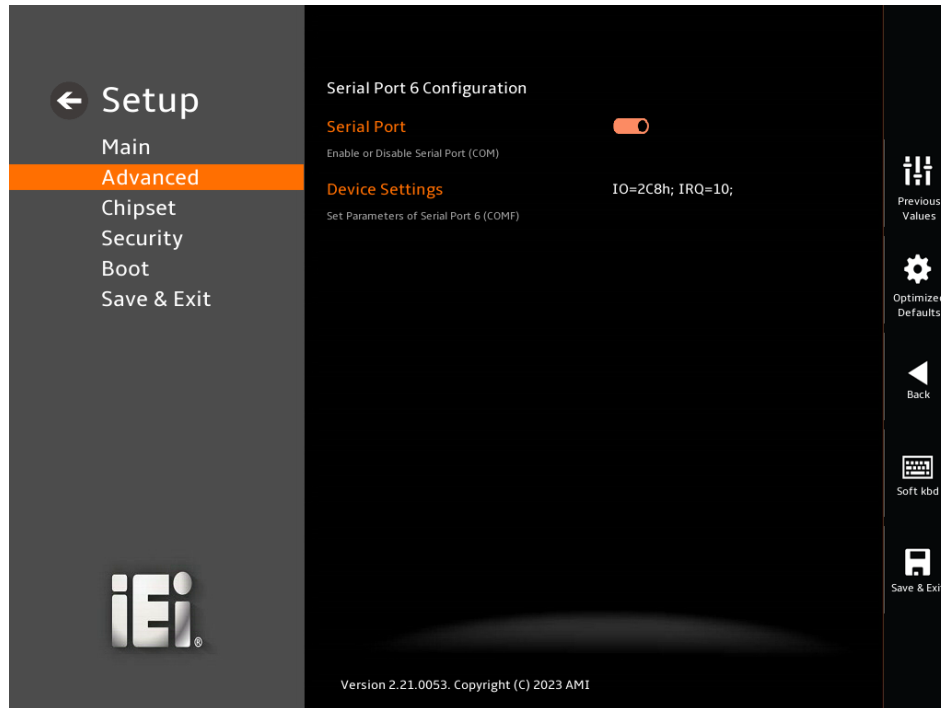 Setup
Main
Advanced
Chipset
Security
Boot
Save & Exit
iEi®
Serial Port 6 Configuration
Serial Port
Enable or Disable Serial Port (COM)
Device Settings
IO=2C8h; IRQ=10;
Set Parameters of Serial Port 6 (COMF)
Previous
Values
Optimized
Defaults
Back
Soft kbd
Save & Exi
Version 2.21.0053. Copyright (C) 2023 AMI